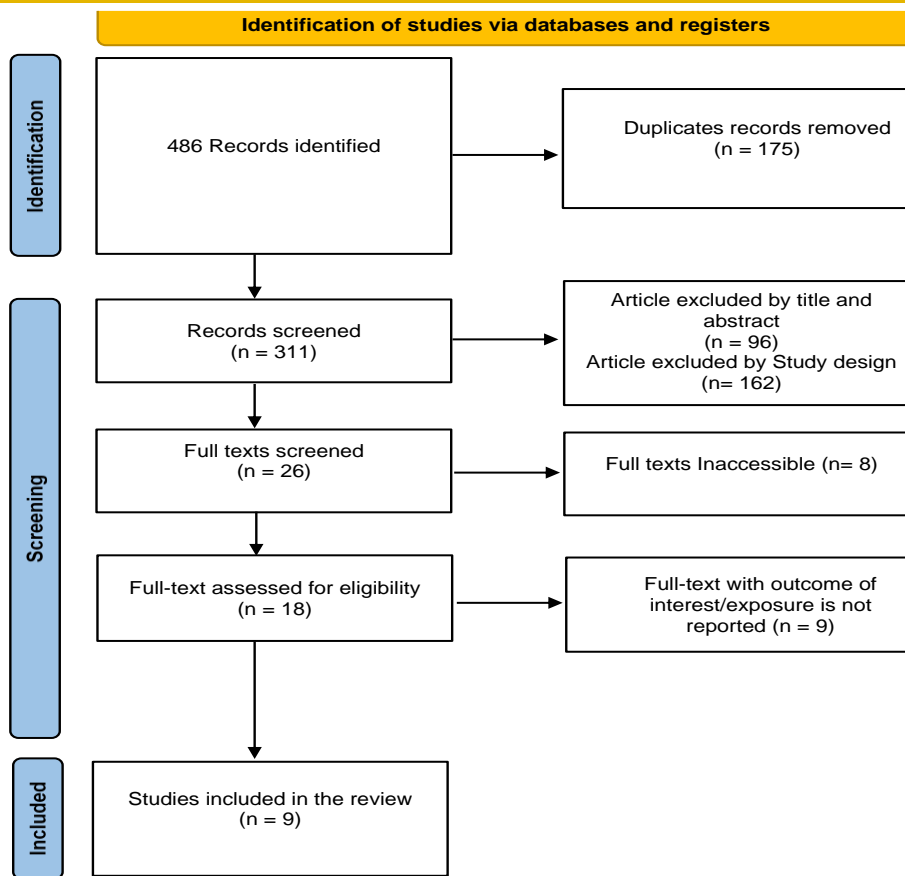 Identification of studies via databases and registers
Identification
486 Records identified
Duplicates records removed
(n = 175)
Screening
Records screened
(n = 311)
Article excluded by title and
abstract
(n = 96)
Article excluded by Study design
(n= 162)
Full texts screened
(n = 26)
Full texts Inaccessible (n= 8)
Full-text assessed for eligibility
(n = 18)
Full-text with outcome of
interest/exposure is not
reported (n = 9)
Included
Studies included in the review
(n = 9)